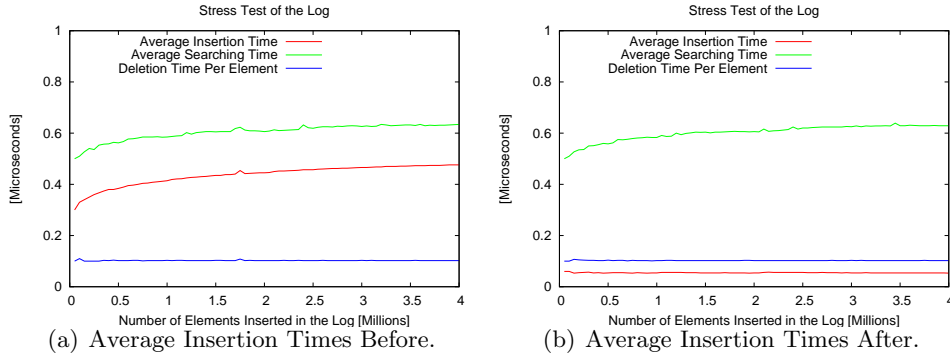 Stress Test of the Log
1
Average Insertion Time
Average Searching Time
Deletion Time Per Element
0.8
0.6
0.4
0.2
0
[Microseconds]
0 0.5 1 1.5 2 2.5 3 3.5 4
Number of Elements Inserted in the Log [Millions]
(a) Average Insertion Times Before.
Stress Test of the Log
1
Average Insertion Time
Average Searching Time
Deletion Time Per Element
0.8
0.6
0.4
0.2
0
[Microseconds]
0 0.5 1 1.5 2 2.5 3 3.5 4
Number of Elements Inserted in the Log [Millions]
(b) Average Insertion Times After.